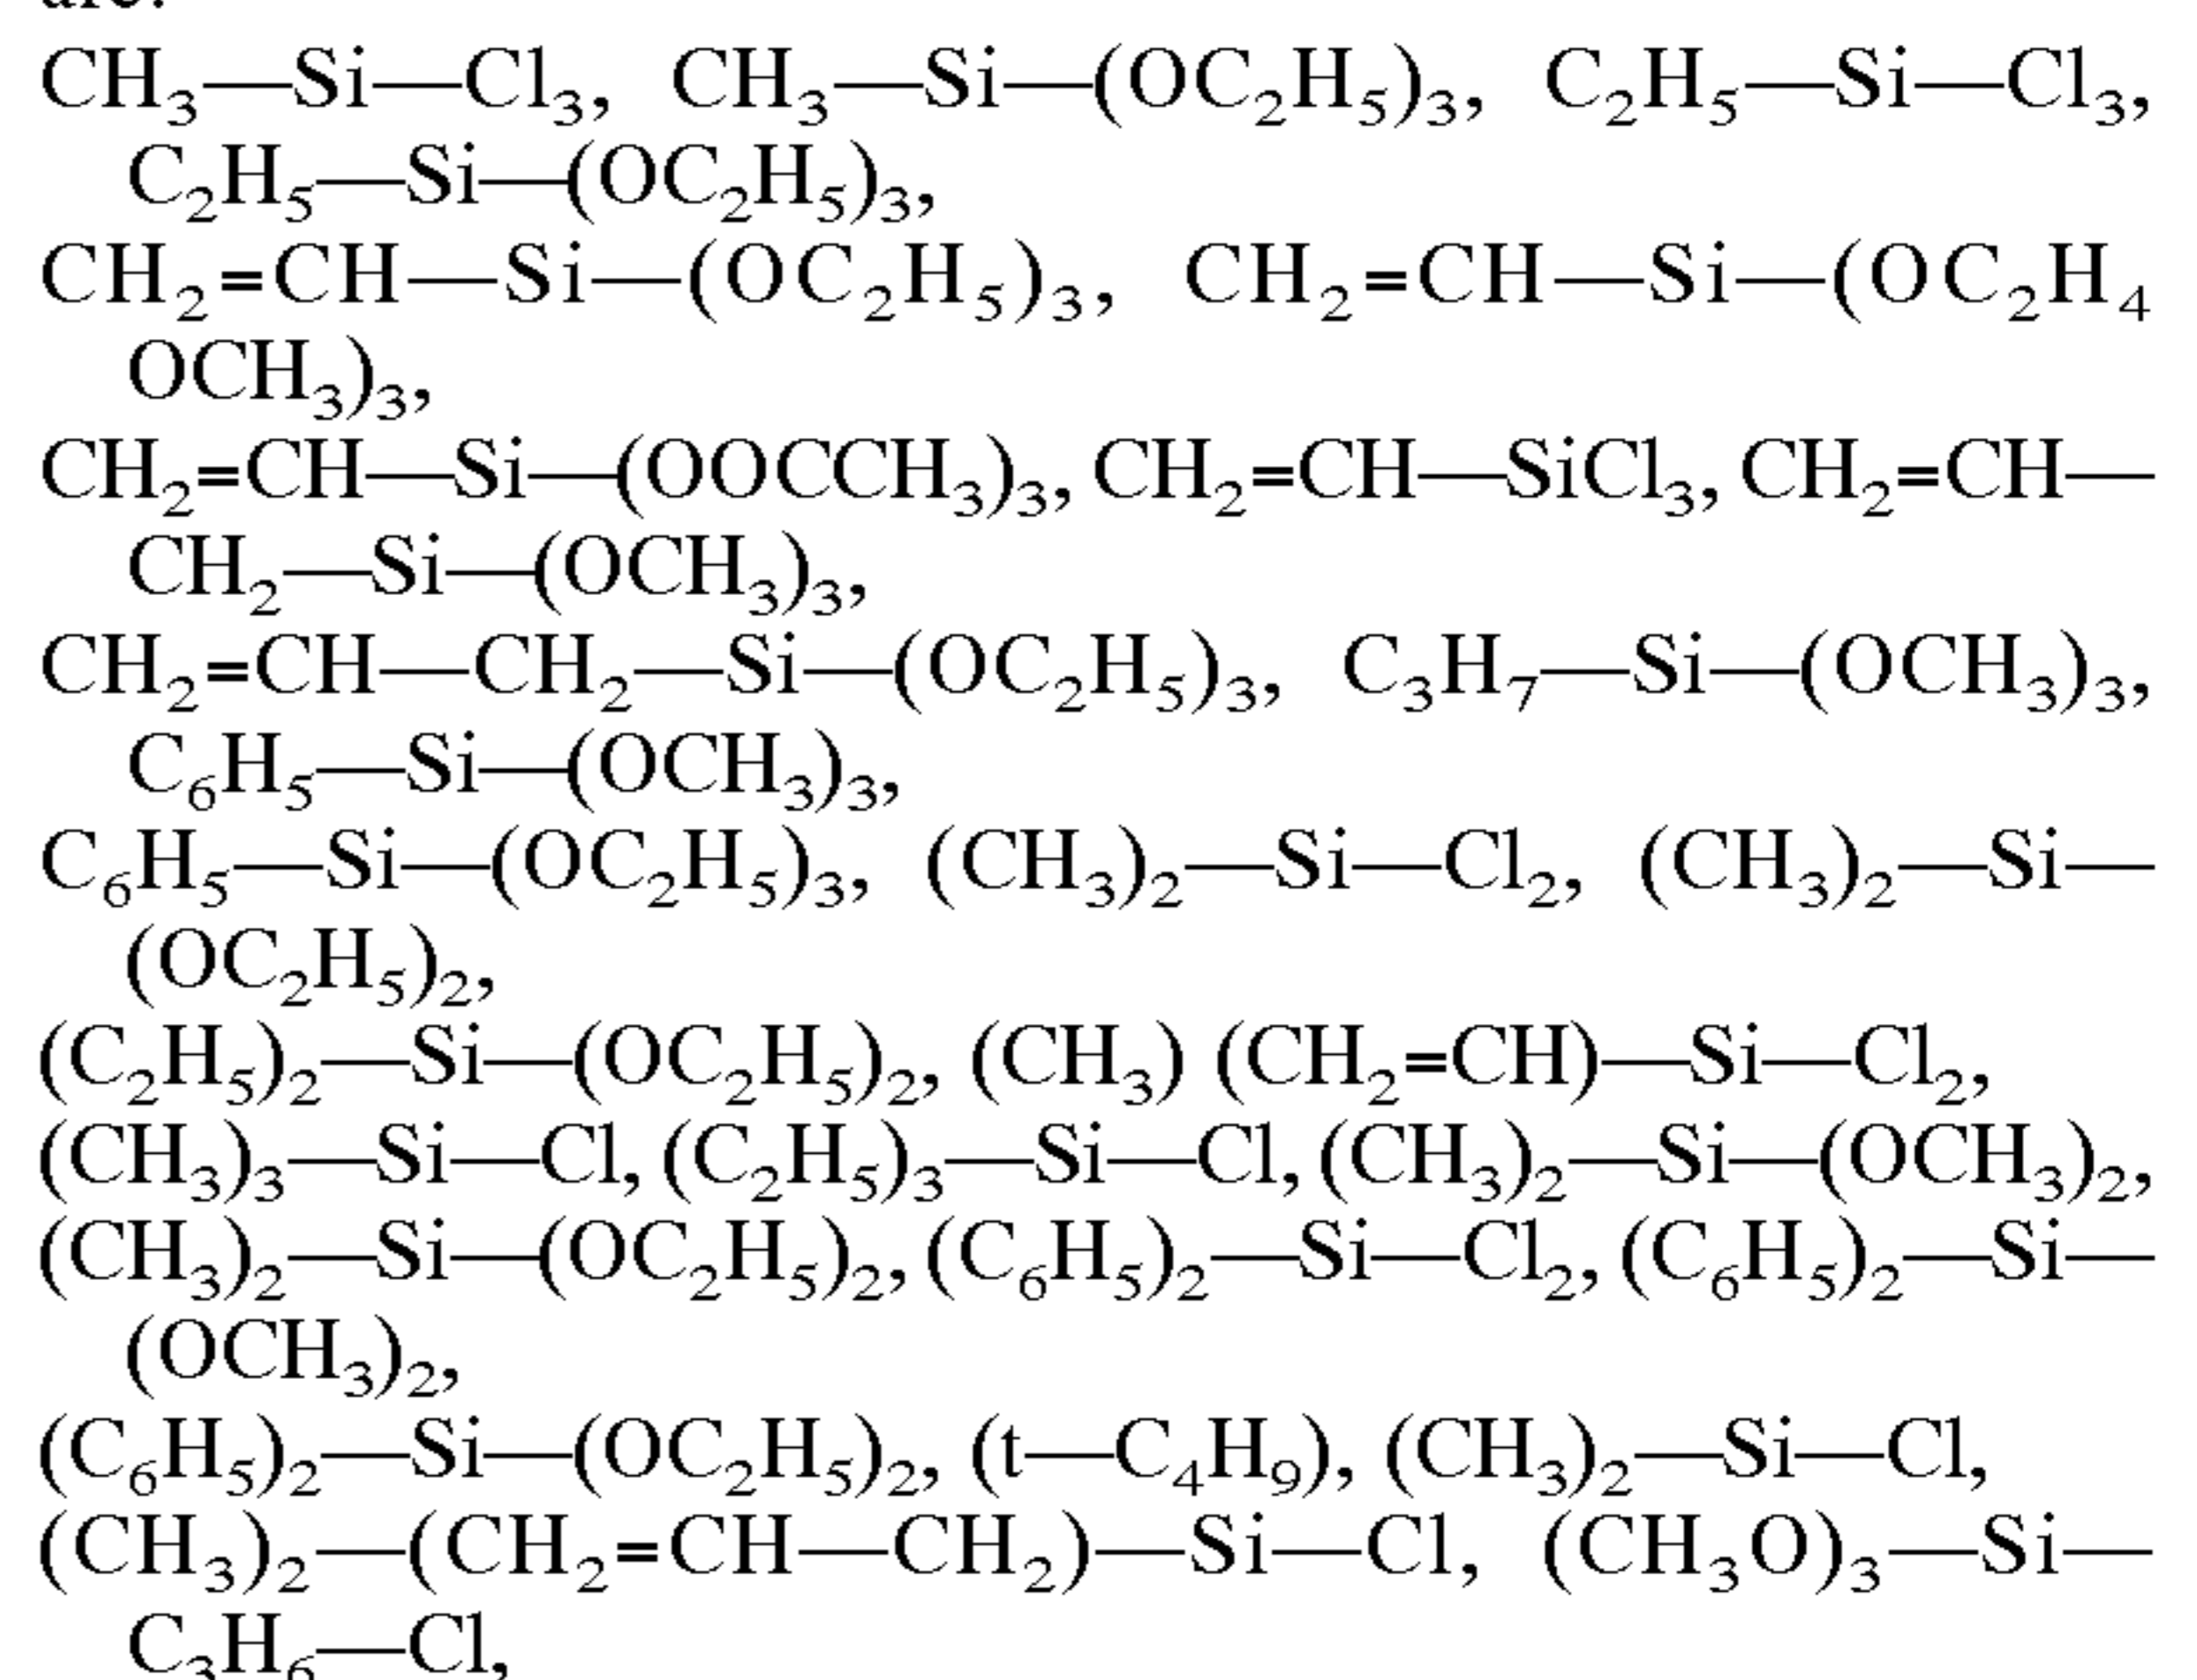 are:
CH₃—Si—Cl₃, CH₃—Si—(OC₂H₅)₃, C₂H₅—Si—Cl₃,
C₂H₅—Si—(OC₂H₅)₃,
CH₂=CH—Si—(OC₂H₅)₃, CH₂=CH—Si—(OC₂H₄
OCH₃)₃,
CH₂=CH—Si—(OOCCH₃)₃, CH₂=CH—SiCl₃, CH₂=CH—
CH₂—Si—(OCH₃)₃,
CH₂=CH—CH₂—Si—(OC₂H₅)₃, C₃H₇—Si—(OCH₃)₃,
C₆H₅—Si—(OCH₃)₃,
C₆H₅—Si—(OC₂H₅)₃, (CH₃)₂—Si—Cl₂, (CH₃)₂—Si—
(OC₂H₅)₂,
(C₂H₅)₂—Si—(OC₂H₅)₂, (CH₃) (CH₂=CH)—Si—Cl₂,
(CH₃)₃—Si—Cl, (C₂H₅)₃—Si—Cl, (CH₃)₂—Si—(OCH₃)₂,
(CH₃)₂—Si—(OC₂H₅)₂, (C₆H₅)₂—Si—Cl₂, (C₆H₅)₂—Si—
(OCH₃)₂,
(C₆H₅)₂—Si—(OC₂H₅)₂, (t—C₄H₉), (CH₃)₂—Si—Cl,
(CH₃)₂—(CH₂=CH—CH₂)—Si—Cl, (CH₃O)₃—Si—
C₃H₆—Cl,